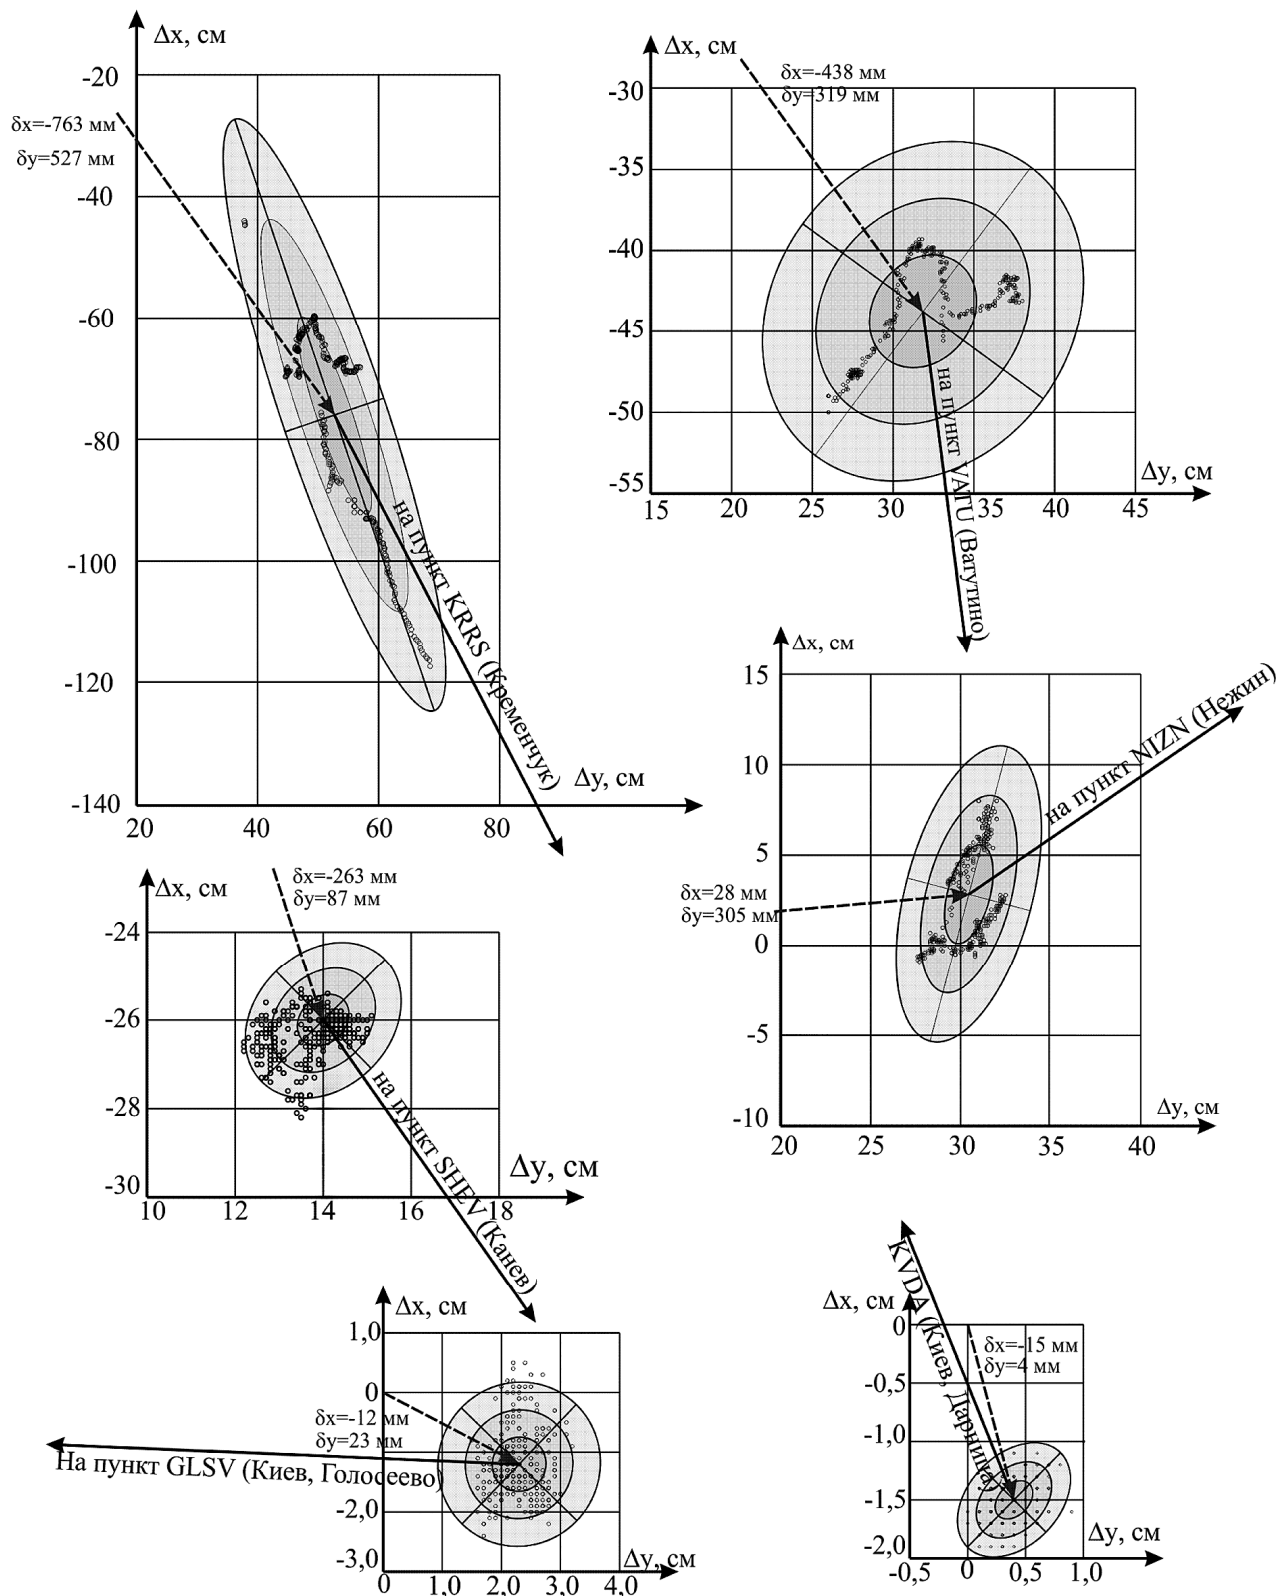 Δx, см
-20
δx=-763 мм
δy=527 мм
-40
-60
-80
-100
-120
-140
20
40
60
80
Δy, см
на пункт KRRS (Кременчук)
Δx, см
δx=-438 мм
δy=319 мм
-30
-35
-40
-45
-50
-55
15
20
25
30
35
40
45
Δy, см
на пункт VATU (Ватутино)
Δx, см
δx=-263 мм
δy=87 мм
-24
-26
-28
-30
10
12
14
16
18
Δy, см
на пункт SHEV (Канев)
Δx, см
15
10
5
0
-5
-10
δx=28 мм
δy=305 мм
20
25
30
35
40
Δy, см
на пункт NIZN (Нежин)
Δx, см
1,0
0
δx=-12 мм
δy=23 мм
На пункт GLSV (Киев, Голосеево)
-2,0
-3,0
0
1,0
2,0
3,0
4,0
Δy, см
Δx, см
0
δx=-15 мм
δy=4 мм
-0,5
-1,0
-1,5
-2,0
-0,5
0
0,5
1,0
Δy, см
KVDA (Киев, Дарница)